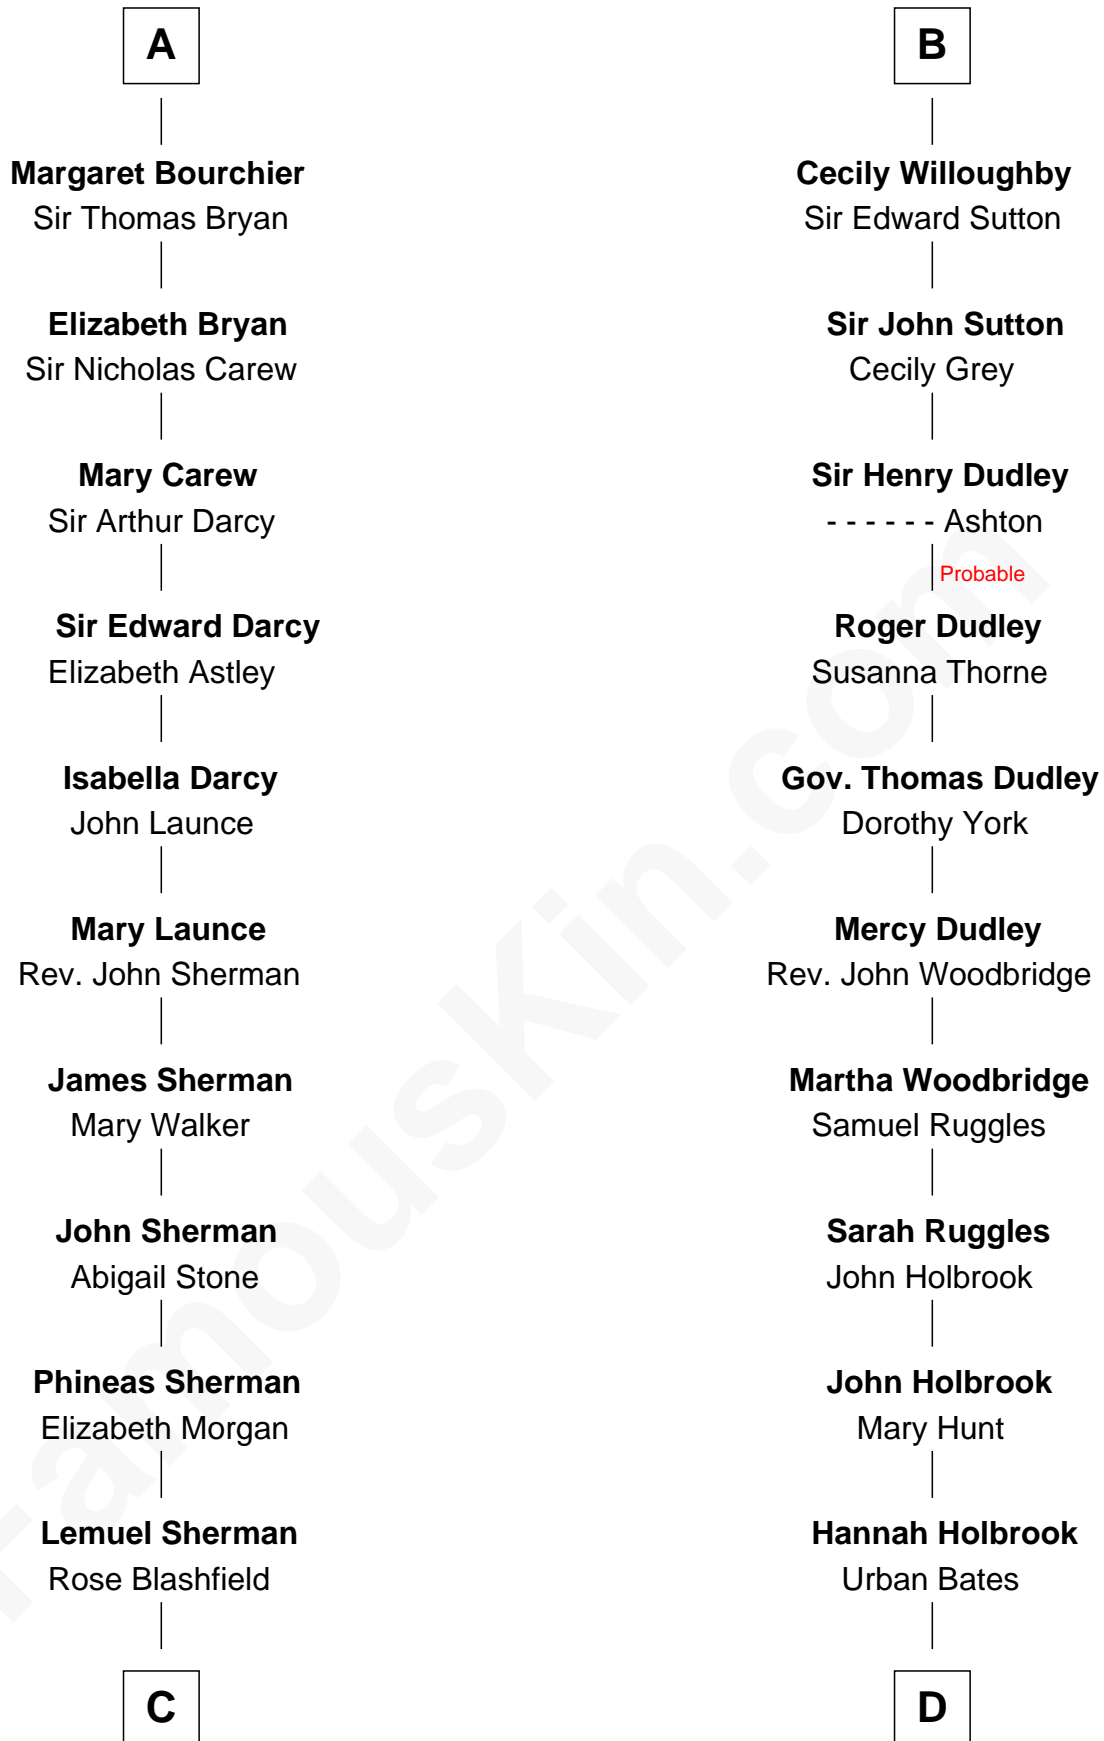 A
Margaret Bourchier
Sir Thomas Bryan
Elizabeth Bryan
Sir Nicholas Carew
Mary Carew
Sir Arthur Darcy
Sir Edward Darcy
Elizabeth Astley
Isabella Darcy
John Launce
Mary Launce
Rev. John Sherman
James Sherman
Mary Walker
John Sherman
Abigail Stone
Phineas Sherman
Elizabeth Morgan
Lemuel Sherman
Rose Blashfield
C
B
Cecily Willoughby
Sir Edward Sutton
Sir John Sutton
Cecily Grey
Sir Henry Dudley
- - - - - - Ashton
Probable
Roger Dudley
Susanna Thorne
Gov. Thomas Dudley
Dorothy York
Mercy Dudley
Rev. John Woodbridge
Martha Woodbridge
Samuel Ruggles
Sarah Ruggles
John Holbrook
John Holbrook
Mary Hunt
Hannah Holbrook
Urban Bates
D
FamousKin.com